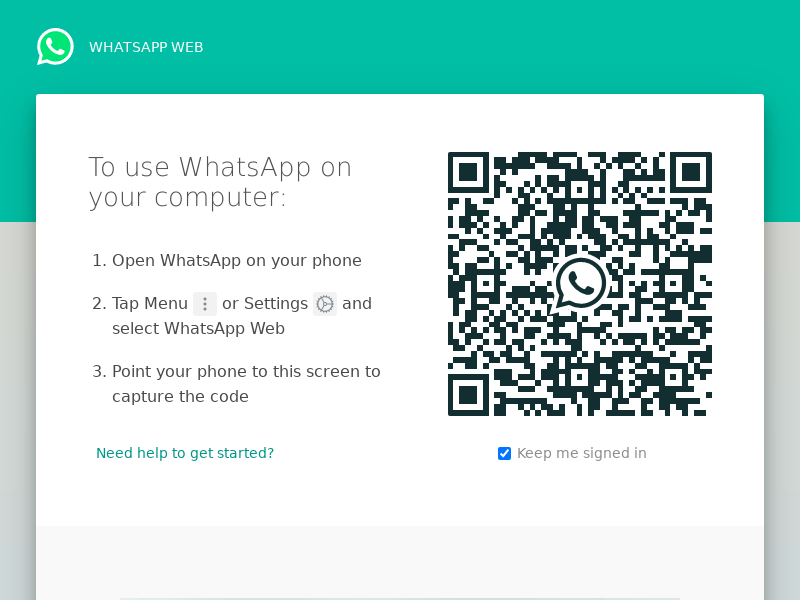 WHATSAPP WEB
To use WhatsApp on
your computer:
1. Open WhatsApp on your phone
2. Tap Menu or Settings and
select WhatsApp Web
3. Point your phone to this screen to
capture the code
Need help to get started?
Keep me signed in